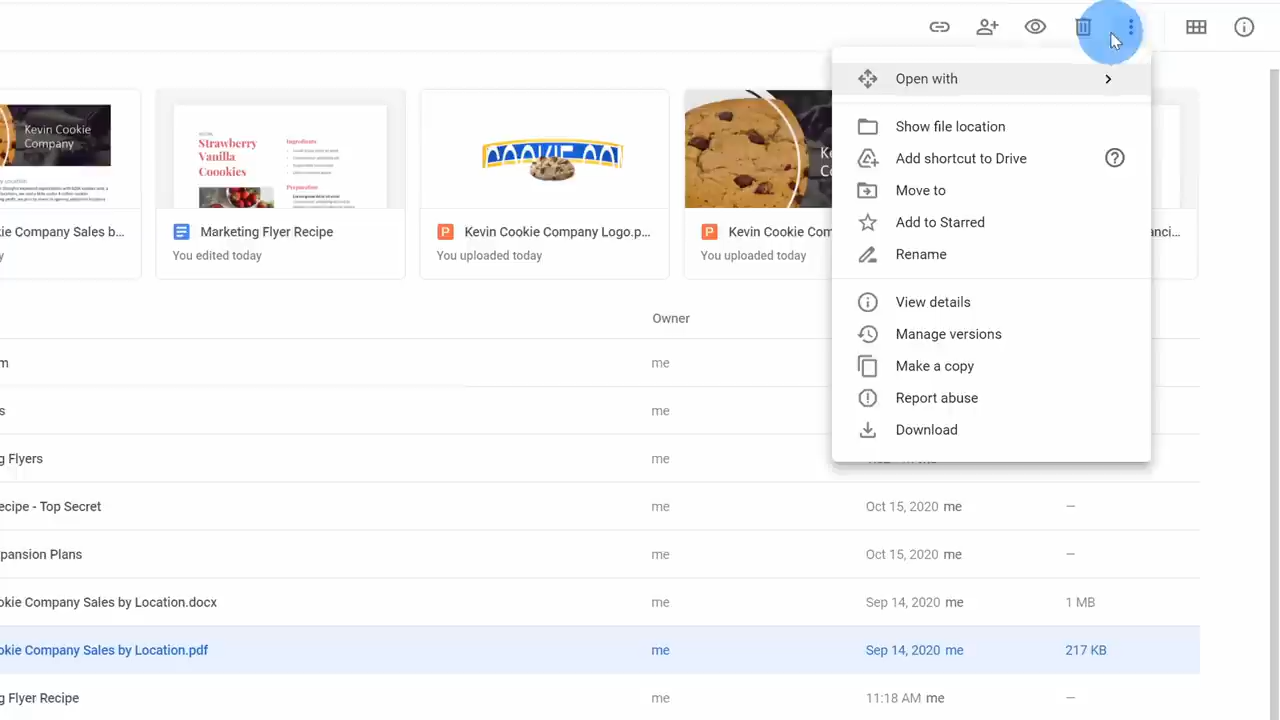 Open with
Show file location
Add shortcut to Drive
Move to
Add to Starred
Rename
View details
Manage versions
Make a copy
Report abuse
Download
Kevin Cookie
Company
Strawberry
Vanilla
Coookies
Ingredients
Preparation
COOKIE CO
ie Company Sales b...
y
Marketing Flyer Recipe
You edited today
Kevin Cookie Company Logo.p...
You uploaded today
Kevin Cookie Com
You uploaded today
anci...
Owner
m
me
s
me
g Flyers
me
ecipe - Top Secret
me
Oct 15, 2020 me
—
pansion Plans
me
Oct 15, 2020 me
—
okie Company Sales by Location.docx
me
Sep 14, 2020 me
1 MB
okie Company Sales by Location.pdf
me
Sep 14, 2020 me
217 KB
g Flyer Recipe
me
11:18 AM me
—